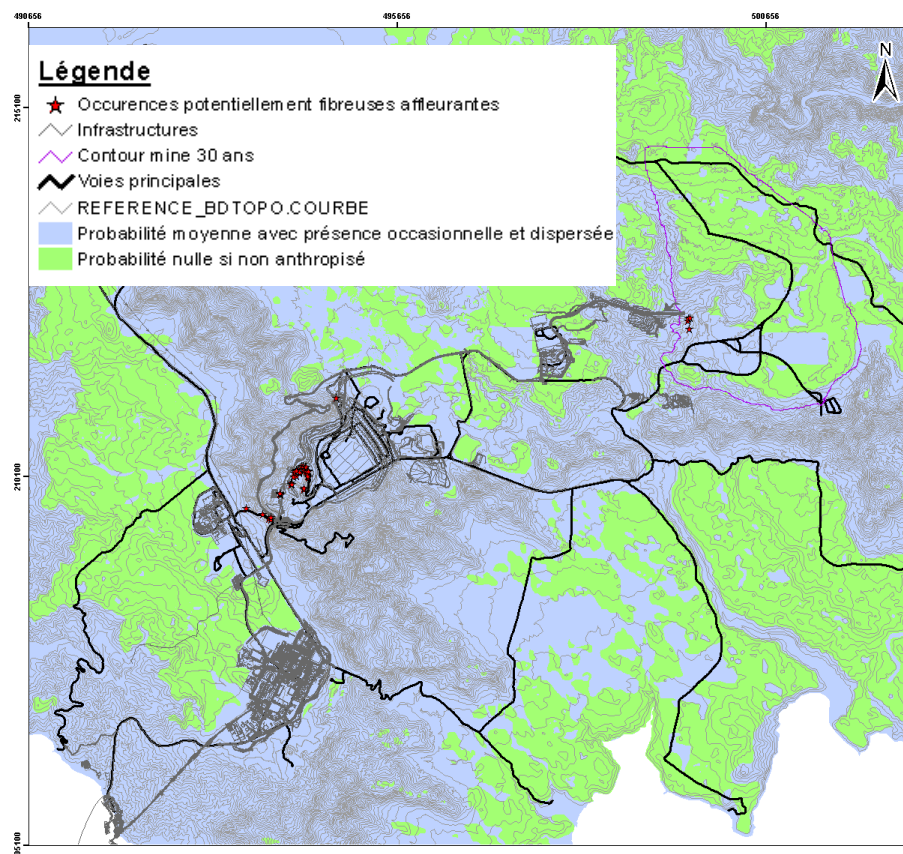 490656
495656
500656
N
Légende
Occurences potentiellement fibreuses affleurantes
Infrastructures
Contour mine 30 ans
Voies principales
REFERENCE_BDTOPO.COURBE
Probabilité moyenne avec présence occasionnelle et dispersée
Probabilité nulle si non anthropisé
215100
210100